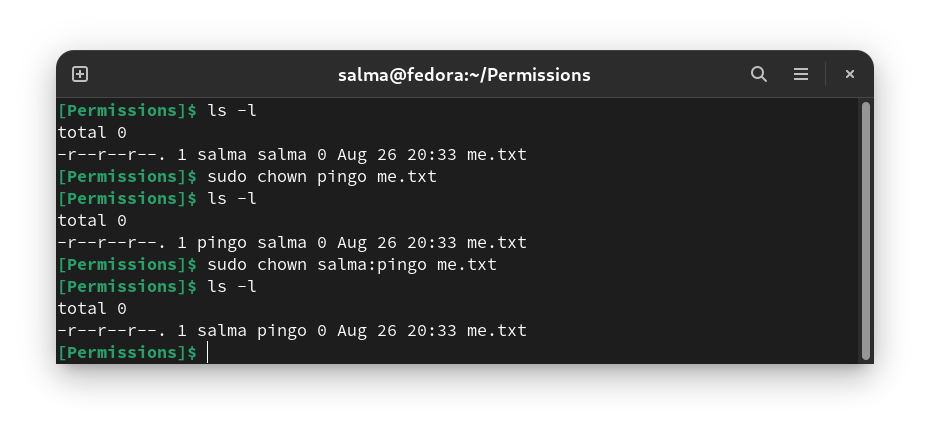 salma@fedora:~/Permissions
[Permissions]$ ls -l
total 0
-r--r--r--. 1 salma salma 0 Aug 26 20:33 me.txt
[Permissions]$ sudo chown pingo me.txt
[Permissions]$ ls -l
total 0
-r--r--r--. 1 pingo salma 0 Aug 26 20:33 me.txt
[Permissions]$ sudo chown salma:pingo me.txt
[Permissions]$ ls -l
total 0
-r--r--r--. 1 salma pingo 0 Aug 26 20:33 me.txt
[Permissions]$